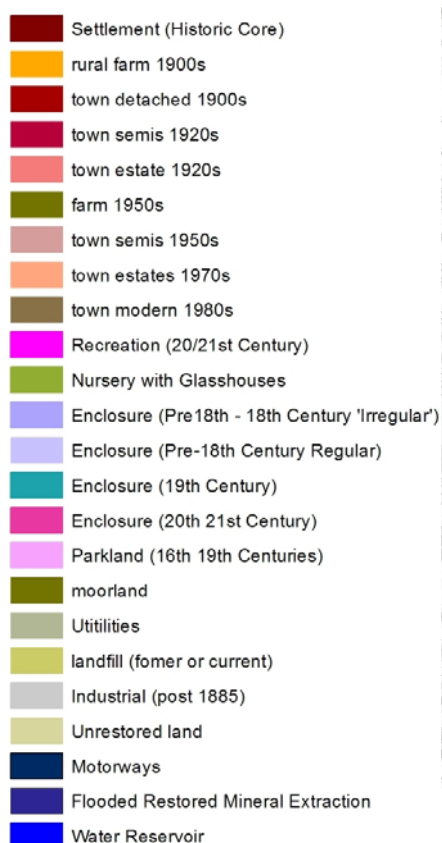 Settlement (Historic Core)
rural farm 1900s
town detached 1900s
town semis 1920s
town estate 1920s
farm 1950s
town semis 1950s
town estates 1970s
town modern 1980s
Recreation (20/21st Century)
Nursery with Glasshouses
Enclosure (Pre18th - 18th Century 'Irregular')
Enclosure (Pre-18th Century Regular)
Enclosure (19th Century)
Enclosure (20th 21st Century)
Parkland (16th 19th Centuries)
moorland
Utitilities
landfill (fomer or current)
Industrial (post 1885)
Unrestored land
Motorways
Flooded Restored Mineral Extraction
Water Reservoir